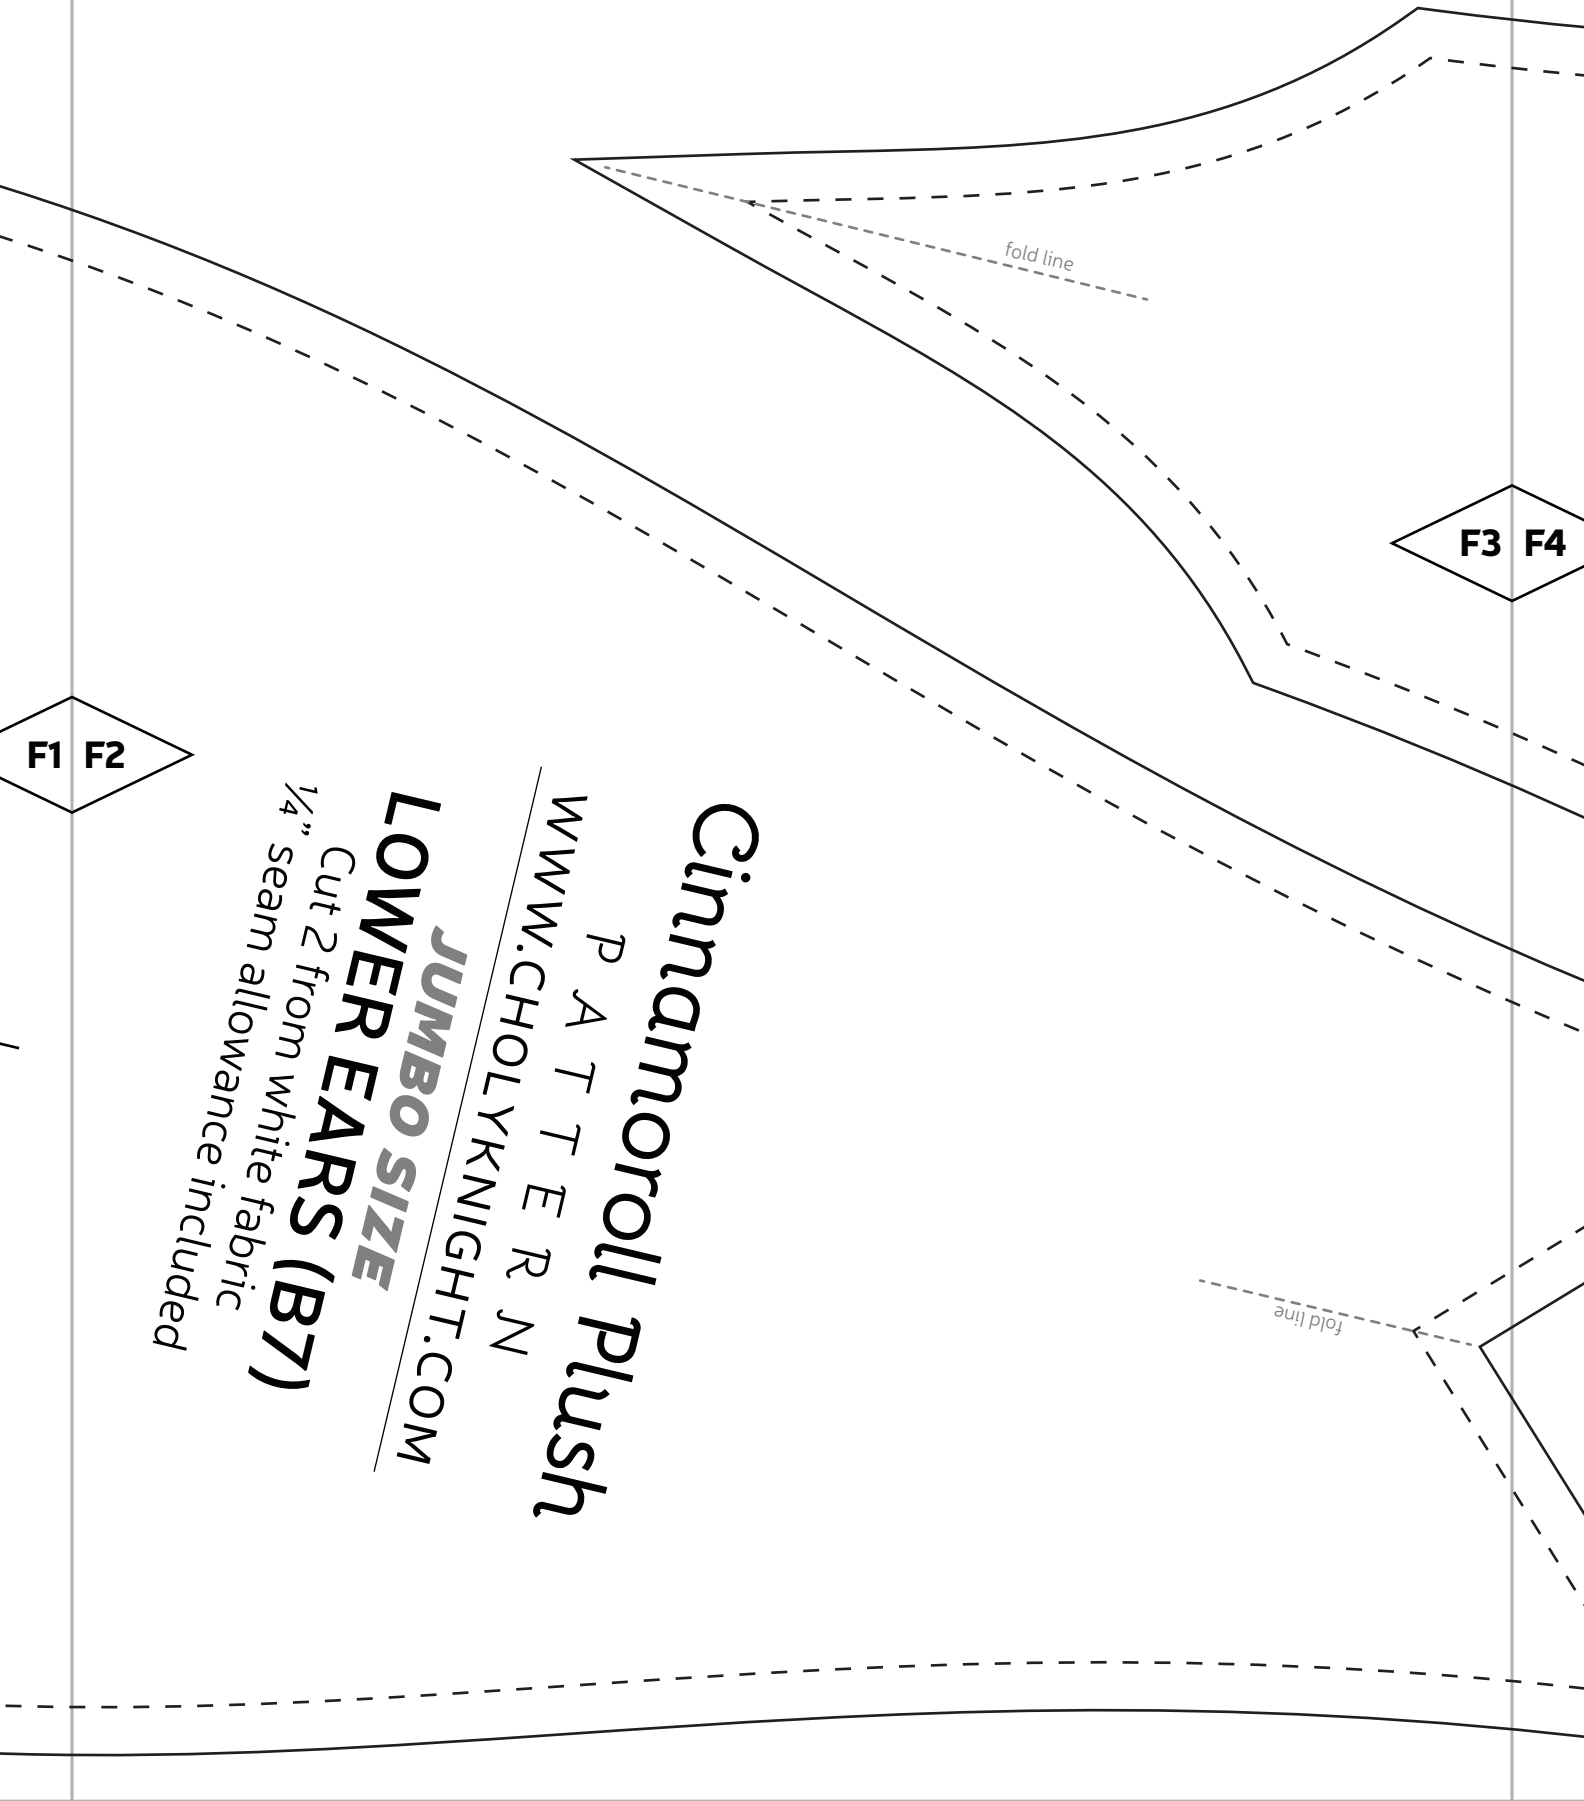 fold line
F3 F4
F1 F2
Cinnamoroll Plush
PATTERN
WWW.CHOLYKNIGHT.COM
JUMBO SIZE
LOWER EARS (B7)
Cut 2 from white fabric
¼” seam allowance included
fold line